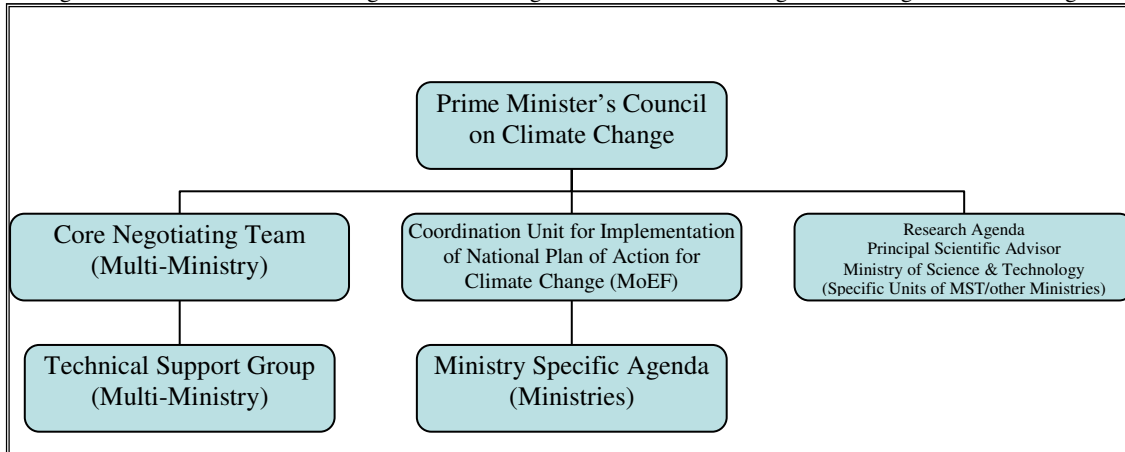 Prime Minister's Council
on Climate Change
Core Negotiating Team
(Multi-Ministry)
Coordination Unit for Implementation
of National Plan of Action for
Climate Change (MoEF)
Research Agenda
Principal Scientific Advisor
Ministry of Science & Technology
(Specific Units of MST/other Ministries)
Technical Support Group
(Multi-Ministry)
Ministry Specific Agenda
(Ministries)